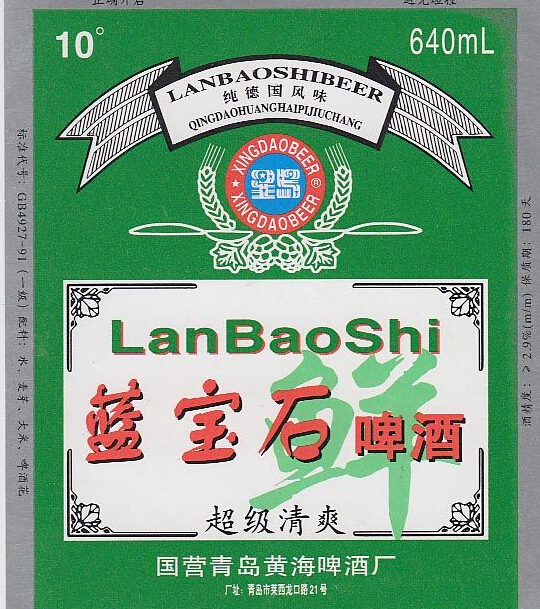 10°
640mL
LANBAOSHIBEER
纯德国风味
QINGDAOHUANGHAIPIJIUCHANG
XINGDAOBEER
星岛
®
XINGDAOBEER
标准代号：GB4927-91（一级）配料：水、麦芽、大米、啤酒花
酒精度：≥2.9%(m/m) 保质期：180天
LanBaoShi
鲜
蓝宝石啤酒
超级清爽
国营青岛黄海啤酒厂
厂址：青岛市莱西龙口路21号